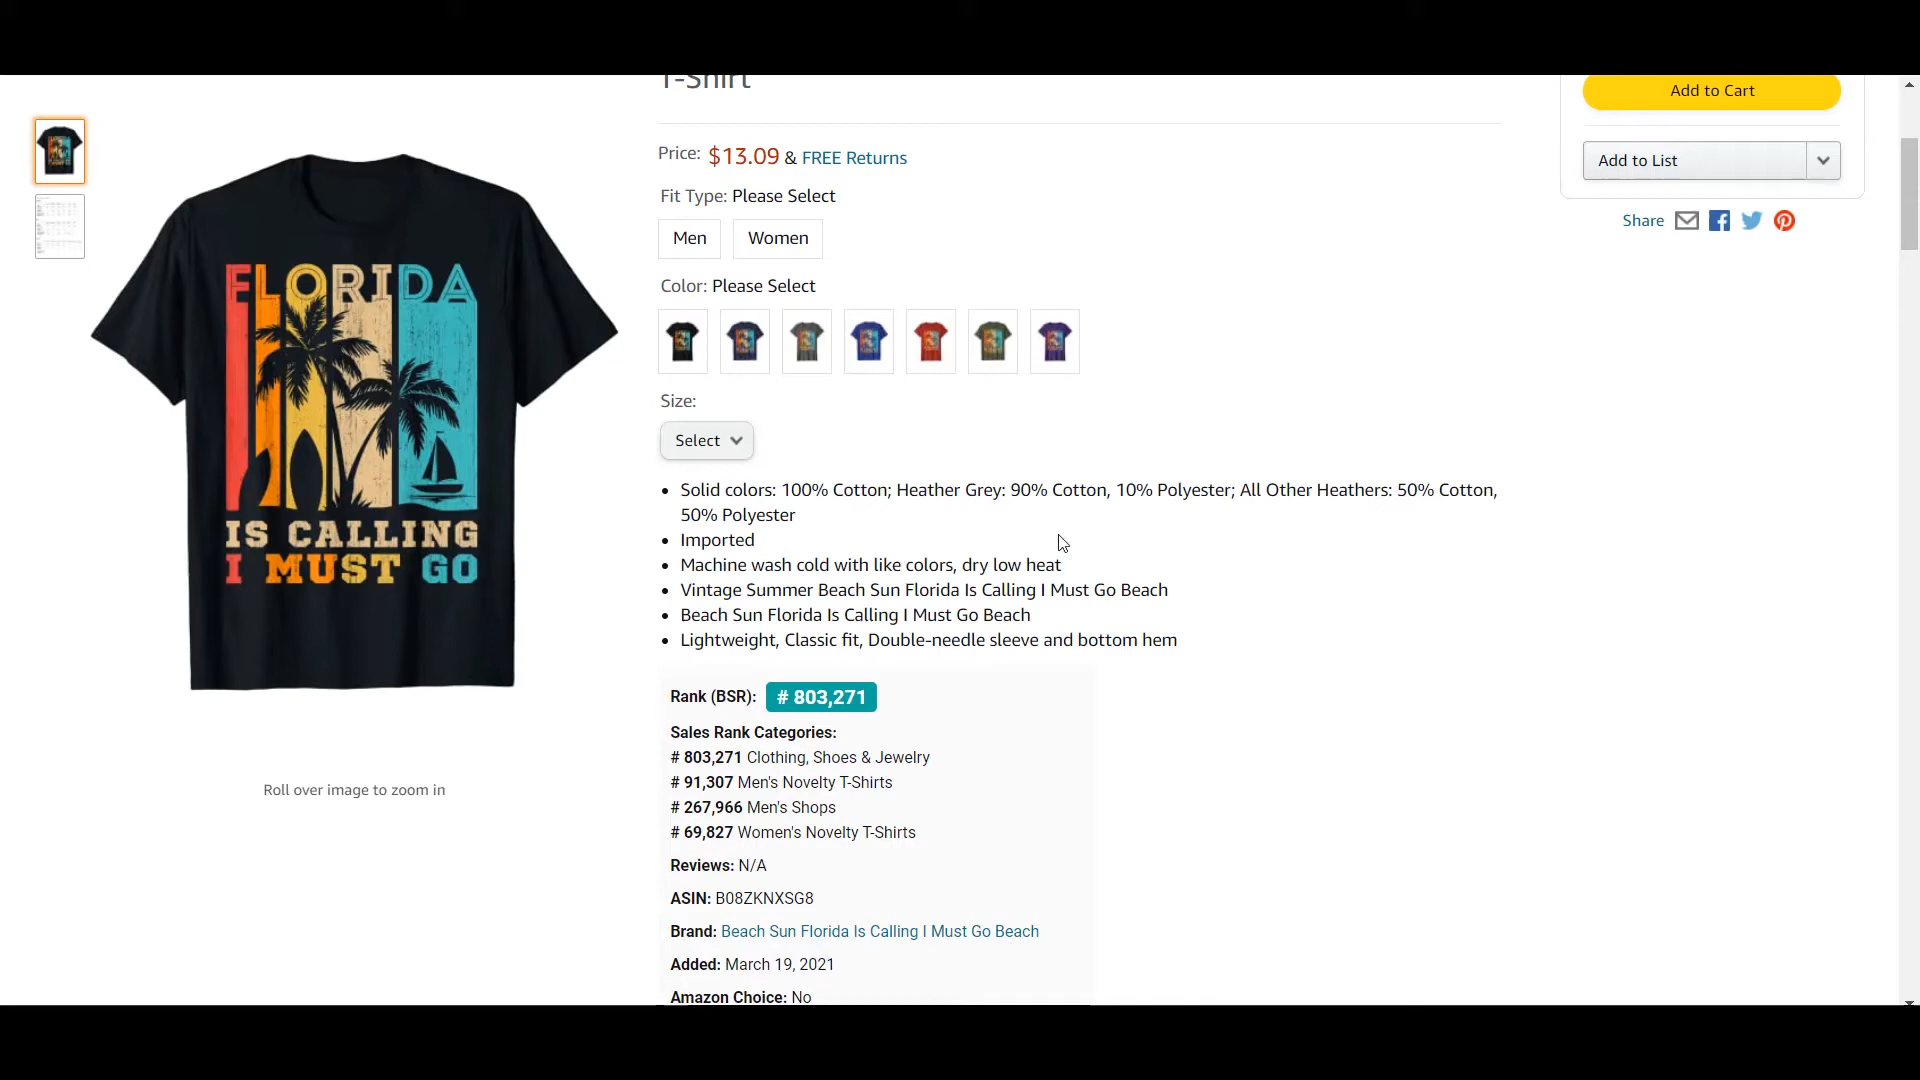 T-Shirt
Add to Cart
Price: $13.09 & FREE Returns
Add to List
Fit Type: Please Select
Share
Men
Women
Color: Please Select
FLORIDA
IS CALLING
I MUST GO
Size:
Select
• Solid colors: 100% Cotton; Heather Grey: 90% Cotton, 10% Polyester; All Other Heathers: 50% Cotton,
50% Polyester
• Imported
• Machine wash cold with like colors, dry low heat
• Vintage Summer Beach Sun Florida Is Calling I Must Go Beach
• Beach Sun Florida Is Calling I Must Go Beach
• Lightweight, Classic fit, Double-needle sleeve and bottom hem
Rank (BSR): # 803,271
Sales Rank Categories:
# 803,271 Clothing, Shoes & Jewelry
# 91,307 Men's Novelty T-Shirts
# 267,966 Men's Shops
# 69,827 Women's Novelty T-Shirts
Roll over image to zoom in
Reviews: N/A
ASIN: B08ZKNXSG8
Brand: Beach Sun Florida Is Calling I Must Go Beach
Added: March 19, 2021
Amazon Choice: No